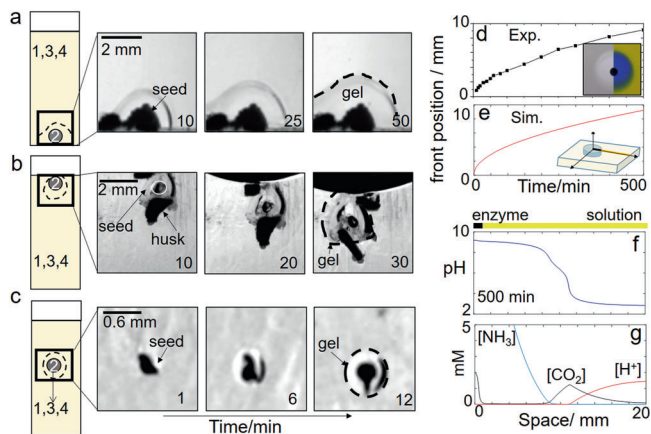 a
1,3,4
2
2 mm
seed
10
25
gel
50
b
2
1,3,4
2 mm
seed
husk
10
20
gel
30
c
2
1,3,4
0.6 mm
seed
1
6
gel
12
Time/min
front position / mm
10
0
d
Exp.
10
0
e
Sim.
0
Time/min
500
enzyme
solution
pH
9.2
2
f
500 min
mM
5
0
g
[NH3]
[CO2]
[H+]
0
Space/ mm
20